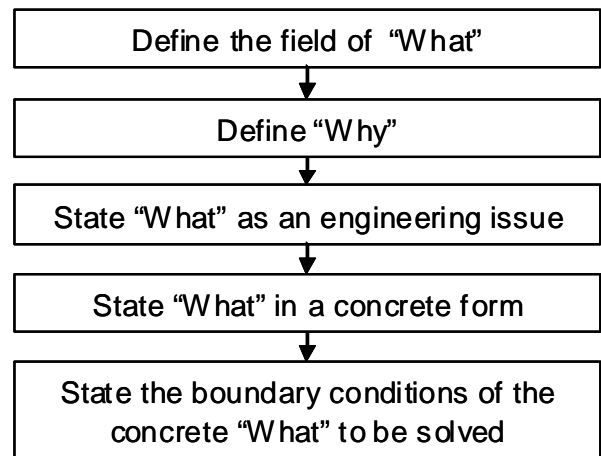 Define the field of “What”
Define “Why”
State “What” as an engineering issue
State “What” in a concrete form
State the boundary conditions of the
concrete “What” to be solved